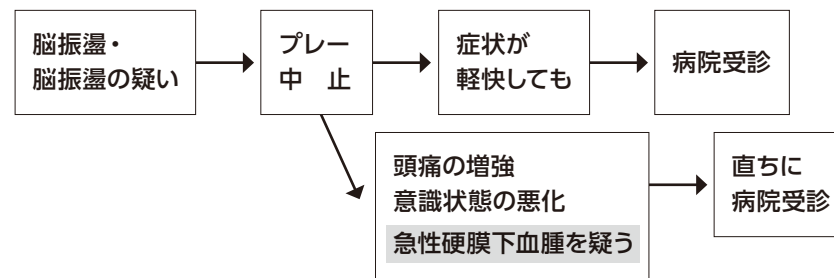 脳振盪・
脳振盪の疑い
プレー
中　止
症状が
軽快しても
病院受診
頭痛の増強
意識状態の悪化
急性硬膜下血腫を疑う
直ちに
病院受診